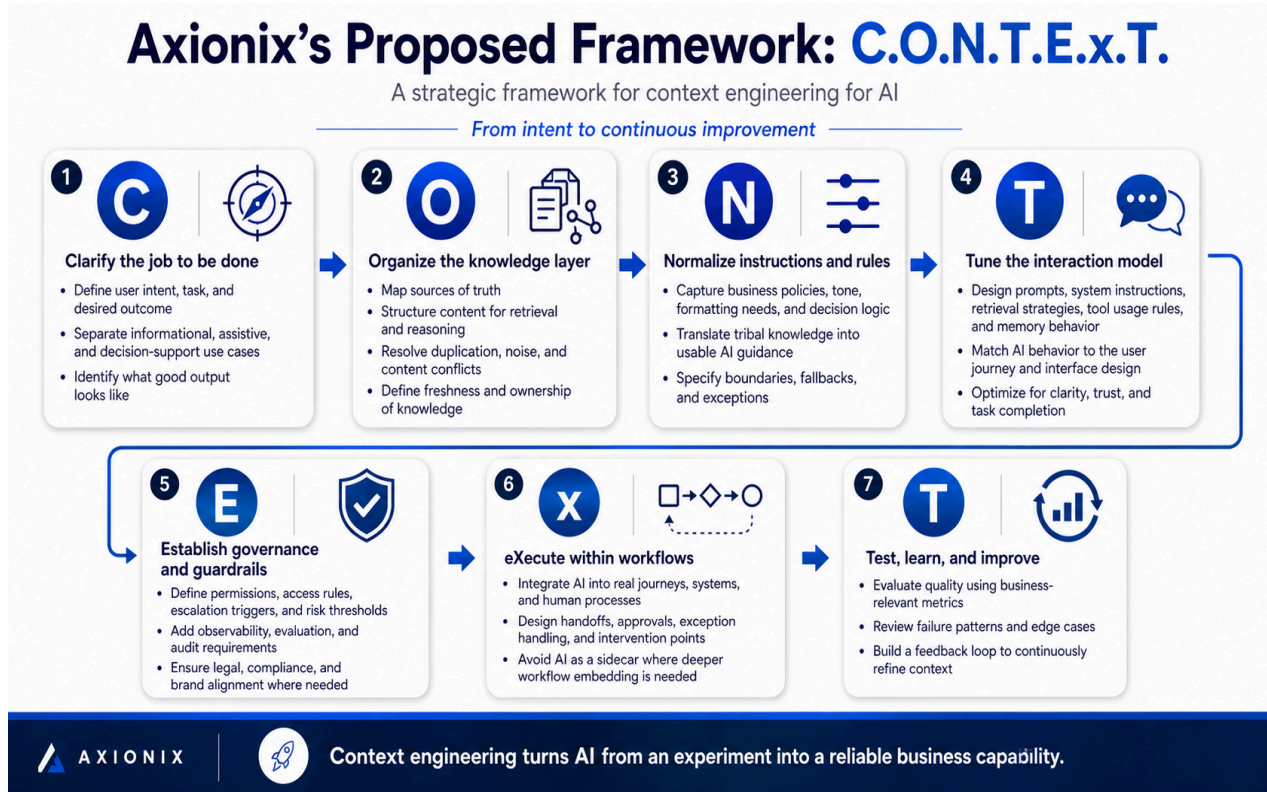 Axionix's Proposed Framework: C.O.N.T.E.x.T.
A strategic framework for context engineering for AI
From intent to continuous improvement
1
C
Clarify the job to be done
• Define user intent, task, and
desired outcome
• Separate informational, assistive,
and decision-support use cases
• Identify what good output
looks like
2
O
Organize the knowledge layer
• Map sources of truth
• Structure content for retrieval
and reasoning
• Resolve duplication, noise, and
content conflicts
• Define freshness and ownership
of knowledge
3
N
Normalize instructions and rules
• Capture business policies, tone,
formatting needs, and decision logic
• Translate tribal knowledge into
usable AI guidance
• Specify boundaries, fallbacks,
and exceptions
4
T
Tune the interaction model
• Design prompts, system instructions,
retrieval strategies, tool usage rules,
and memory behavior
• Match AI behavior to the user
journey and interface design
• Optimize for clarity, trust, and
task completion
5
E
Establish governance
and guardrails
• Define permissions, access rules,
escalation triggers, and risk thresholds
• Add observability, evaluation, and
audit requirements
• Ensure legal, compliance, and
brand alignment where needed
6
x
eXecute within workflows
• Integrate AI into real journeys, systems,
and human processes
• Design handoffs, approvals, exception
handling, and intervention points
• Avoid AI as a sidecar where deeper
workflow embedding is needed
7
T
Test, learn, and improve
• Evaluate quality using business-
relevant metrics
• Review failure patterns and edge cases
• Build a feedback loop to continuously
refine context
AXIONIX
Context engineering turns AI from an experiment into a reliable business capability.